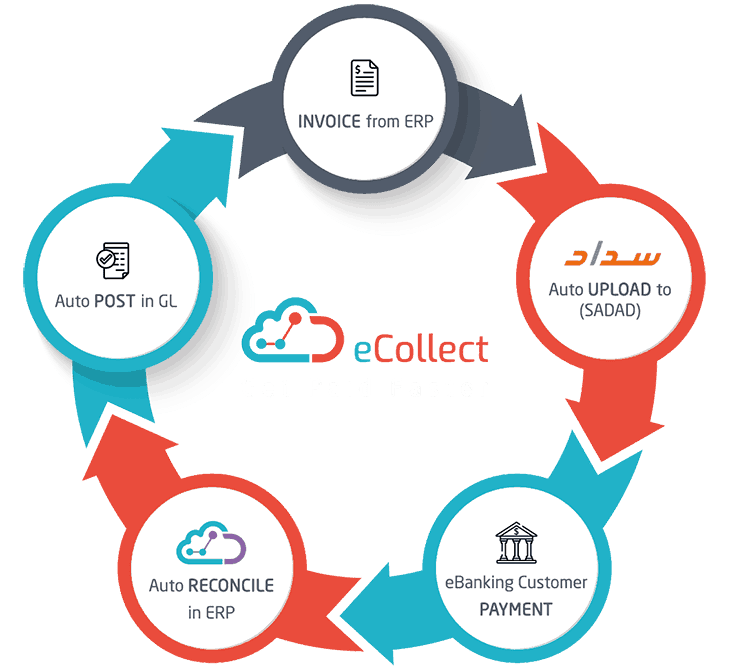 INVOICE from ERP
سداد
Auto UPLOAD to
(SADAD)
eBanking Customer
PAYMENT
Auto RECONCILE
in ERP
Auto POST in GL
eCollect